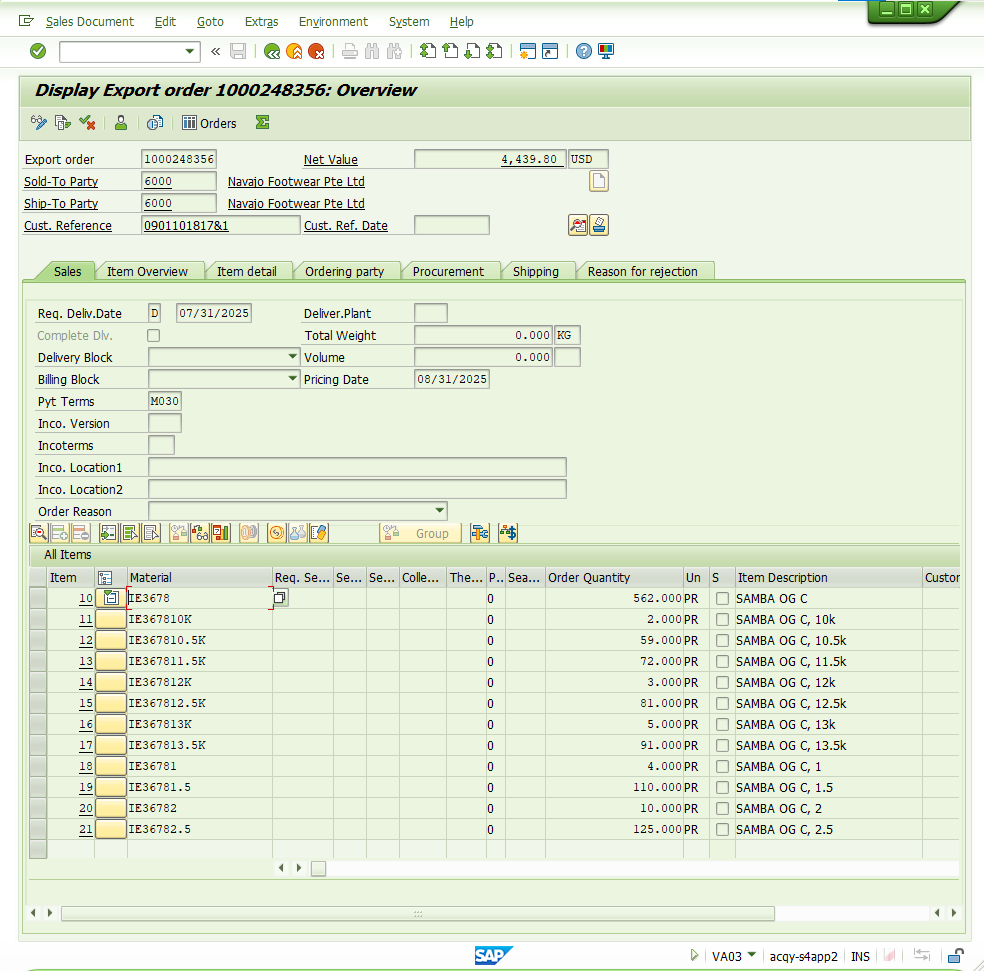 Sales Document Edit Goto Extras Environment System Help
Display Export order 1000248356: Overview
Orders
Export order 1000248356 Net Value 4,439.80 USD
Sold-To Party 6000 Navajo Footwear Pte Ltd
Ship-To Party 6000 Navajo Footwear Pte Ltd
Cust. Reference 0901101817&1 Cust. Ref. Date
Sales Item Overview Item detail Ordering party Procurement Shipping Reason for rejection
Req. Deliv.Date D 07/31/2025 Deliver.Plant
Complete Dlv. Total Weight 0.000 KG
Delivery Block Volume 0.000
Billing Block Pricing Date 08/31/2025
Pyt Terms M030
Inco. Version
Incoterms
Inco. Location1
Inco. Location2
Order Reason
Group
All Items
Item Material Req. Se... Se... Se... Colle... The... P.. Sea... Order Quantity Un S Item Description Custor
10 IE3678 0 562.000 PR SAMBA OG C
11 IE367810K 0 2.000 PR SAMBA OG C, 10k
12 IE367810.5K 0 59.000 PR SAMBA OG C, 10.5k
13 IE367811.5K 0 72.000 PR SAMBA OG C, 11.5k
14 IE367812K 0 3.000 PR SAMBA OG C, 12k
15 IE367812.5K 0 81.000 PR SAMBA OG C, 12.5k
16 IE367813K 0 5.000 PR SAMBA OG C, 13k
17 IE367813.5K 0 91.000 PR SAMBA OG C, 13.5k
18 IE36781 0 4.000 PR SAMBA OG C, 1
19 IE36781.5 0 110.000 PR SAMBA OG C, 1.5
20 IE36782 0 10.000 PR SAMBA OG C, 2
21 IE36782.5 0 125.000 PR SAMBA OG C, 2.5
SAP VA03 acqy-s4app2 INS